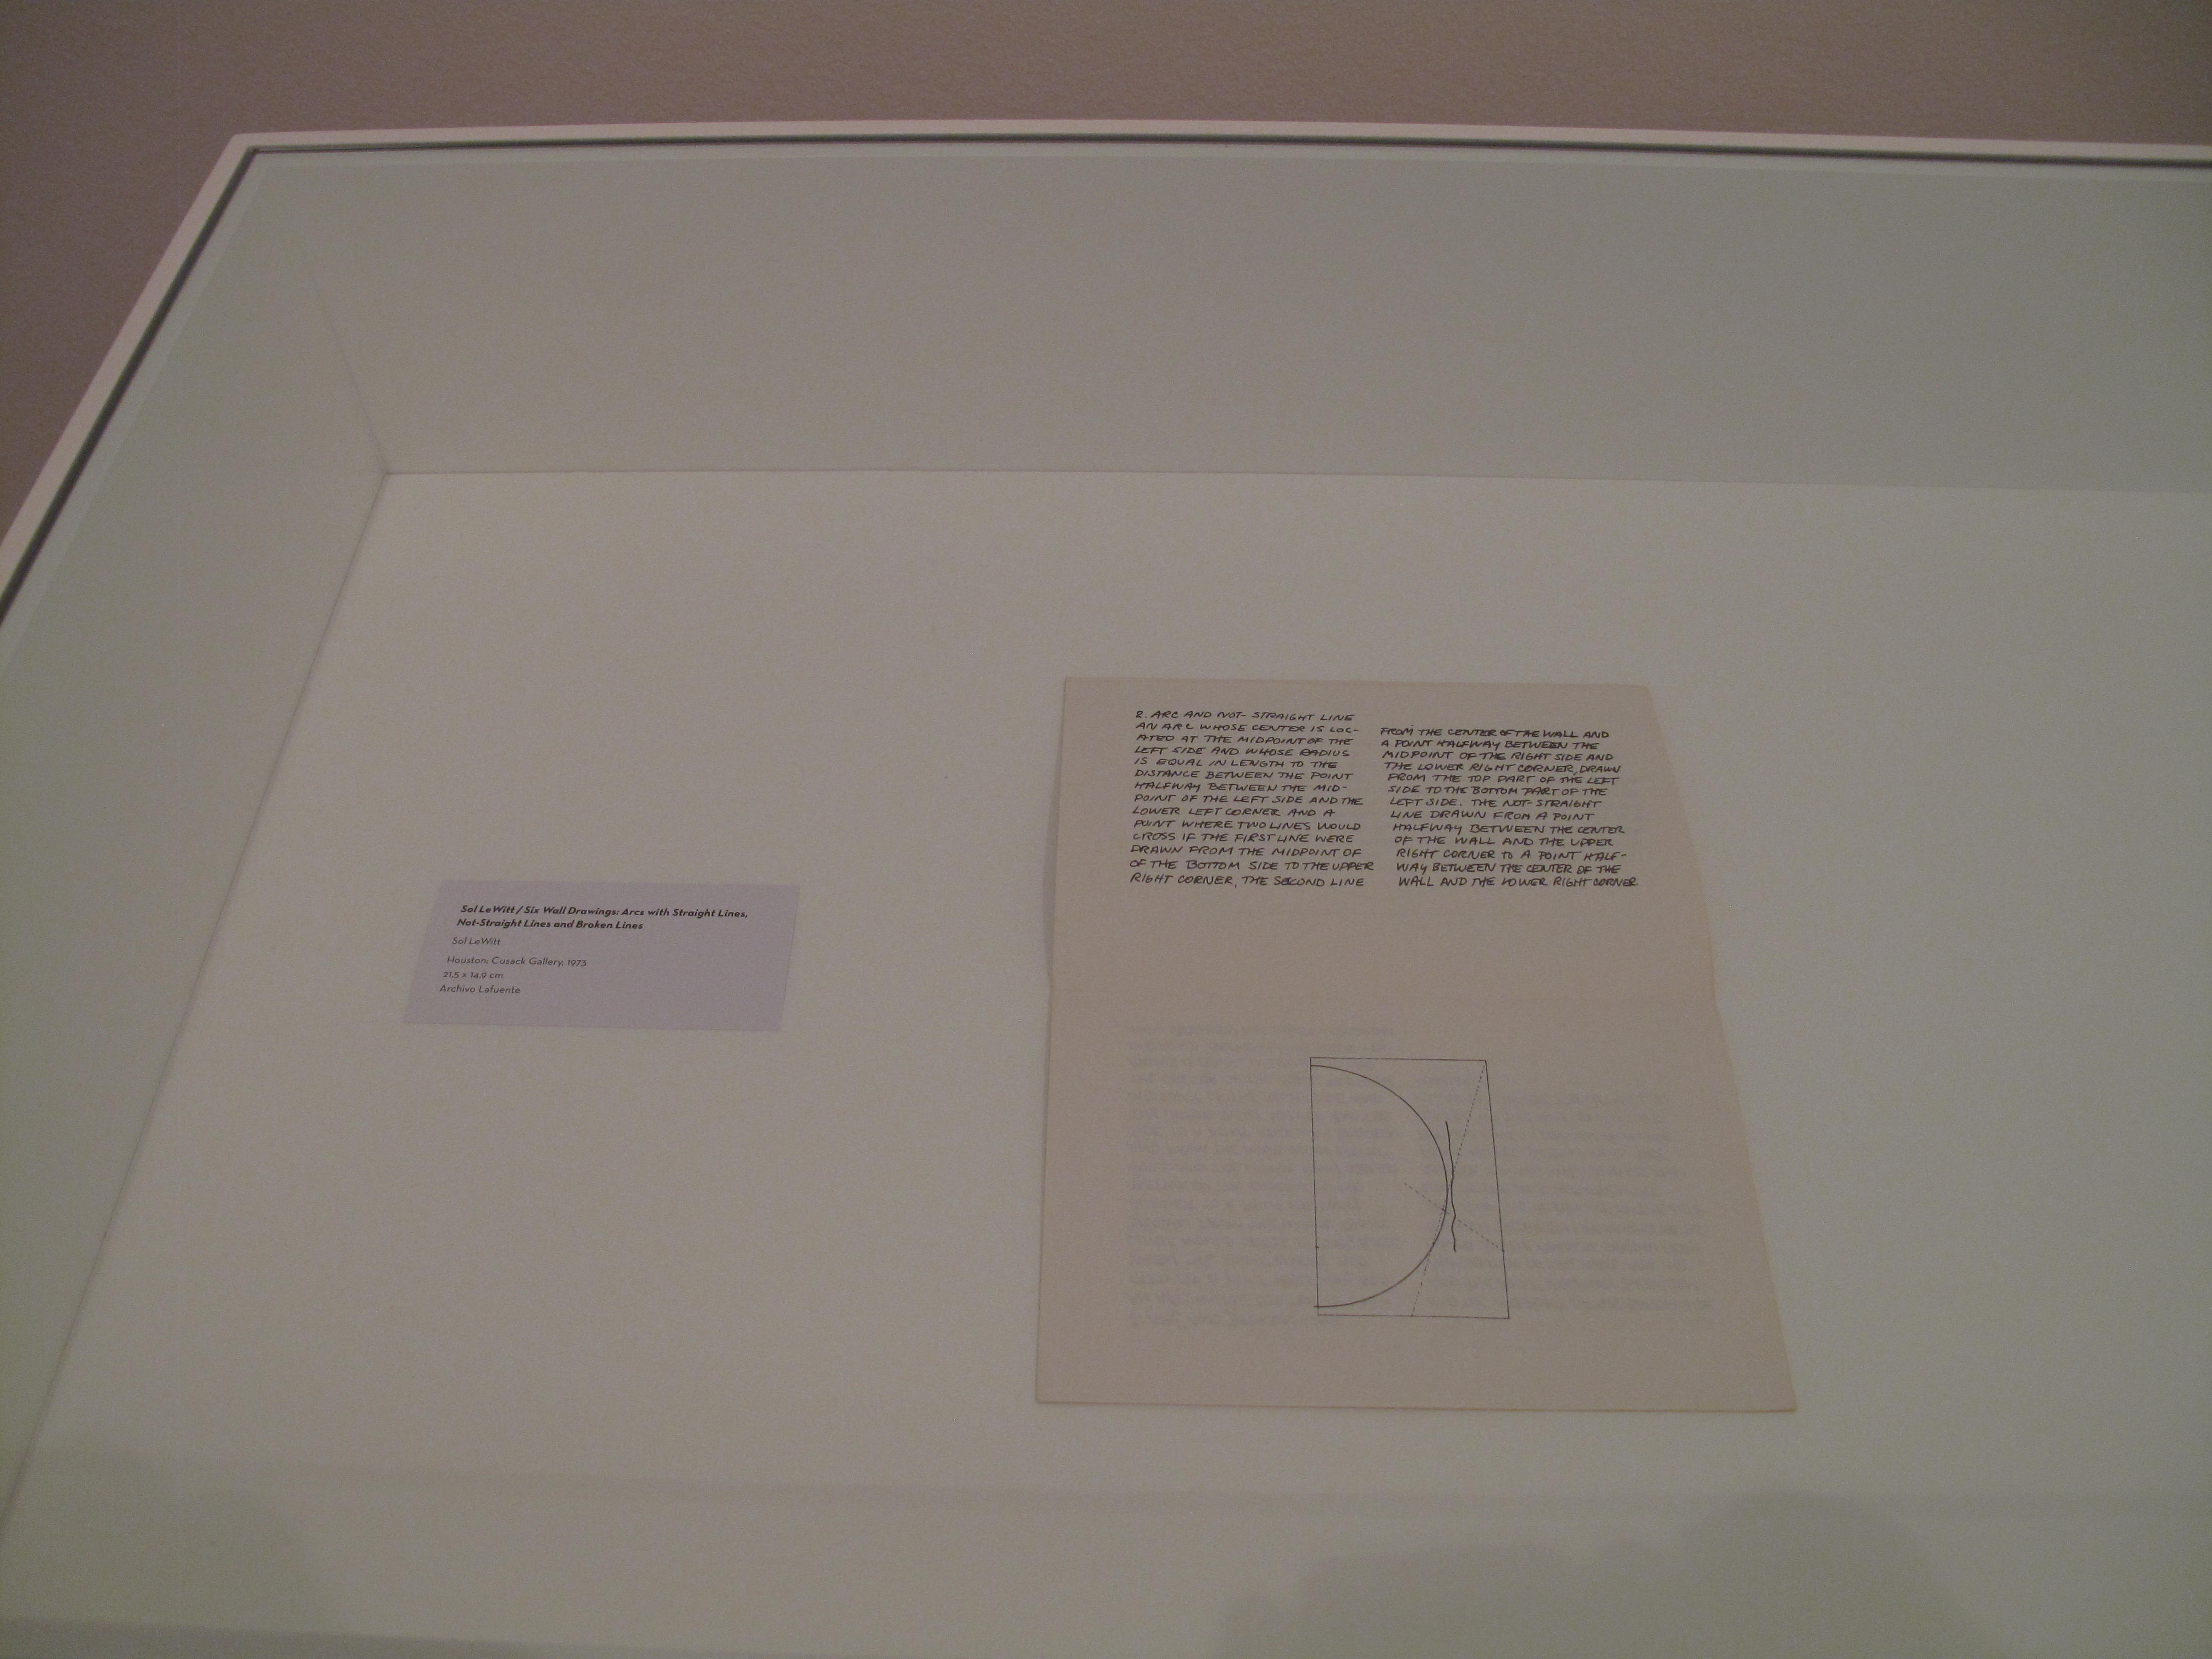 Sol LeWitt / Six Wall Drawings: Arcs with Straight Lines,
Not-Straight Lines and Broken Lines
Sol LeWitt
Houston: Cusack Gallery, 1973
21,5 x 14,9 cm
Archivo Lafuente
2. ARC AND NOT-STRAIGHT LINE
AN ARC WHOSE CENTER IS LOC-
ATED AT THE MIDPOINT OF THE
LEFT SIDE AND WHOSE RADIUS
IS EQUAL IN LENGTH TO THE
DISTANCE BETWEEN THE POINT
HALFWAY BETWEEN THE MID-
POINT OF THE LEFT SIDE AND THE
LOWER LEFT CORNER AND A
POINT WHERE TWO LINES WOULD
CROSS IF THE FIRST LINE WERE
DRAWN FROM THE MIDPOINT OF
OF THE BOTTOM SIDE TO THE UPPER
RIGHT CORNER, THE SECOND LINE
FROM THE CENTER OF THE WALL AND
A POINT HALFWAY BETWEEN THE
MIDPOINT OF THE RIGHT SIDE AND
THE LOWER RIGHT CORNER, DRAWN
FROM THE TOP PART OF THE LEFT
SIDE TO THE BOTTOM PART OF THE
LEFT SIDE. THE NOT-STRAIGHT
LINE DRAWN FROM A POINT
HALFWAY BETWEEN THE CENTER
OF THE WALL AND THE UPPER
RIGHT CORNER TO A POINT HALF-
WAY BETWEEN THE CENTER OF THE
WALL AND THE LOWER RIGHT CORNER